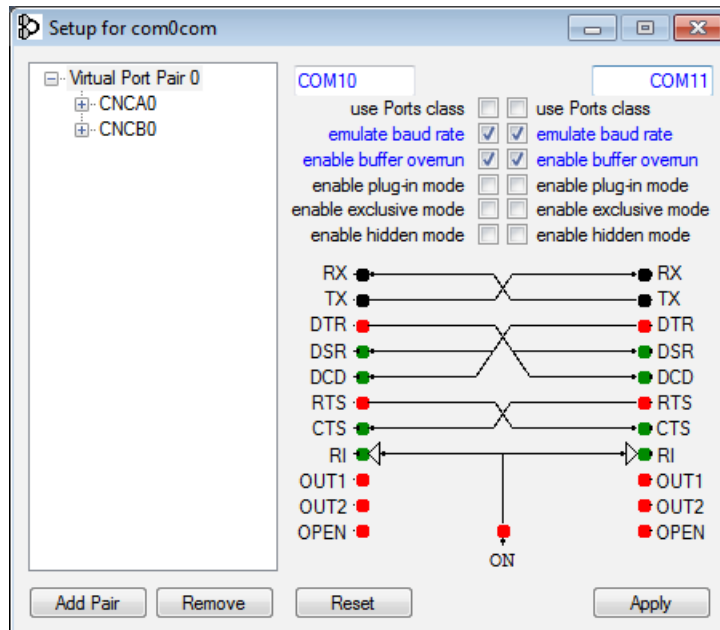 Setup for com0com
Virtual Port Pair 0
CNCA0
CNCB0
COM10 COM11
use Ports class use Ports class
emulate baud rate emulate baud rate
enable buffer overrun enable buffer overrun
enable plug-in mode enable plug-in mode
enable exclusive mode enable exclusive mode
enable hidden mode enable hidden mode
RX RX
TX TX
DTR DTR
DSR DSR
DCD DCD
RTS RTS
CTS CTS
RI RI
OUT1 OUT1
OUT2 OUT2
OPEN OPEN
ON
Add Pair Remove Reset Apply